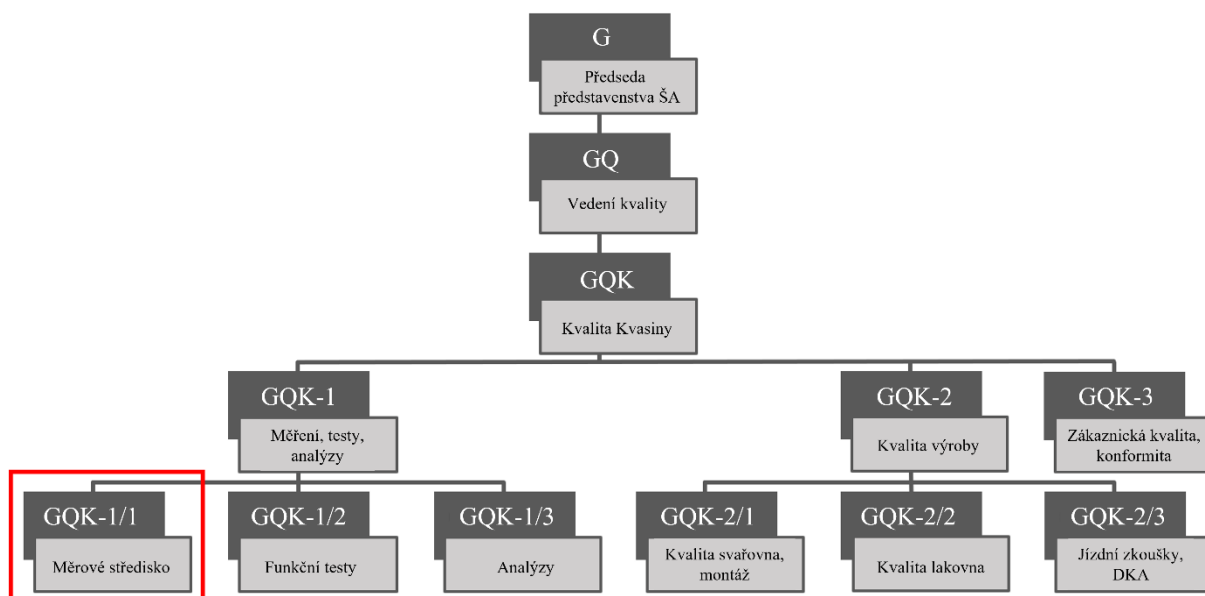 G
Předseda
představenstva ŠA
GQ
Vedení kvality
GQK
Kvalita Kvasiny
GQK-1
Měření, testy,
analýzy
GQK-2
Kvalita výroby
GQK-3
Zákaznická kvalita,
konformita
GQK-1/1
Měrové středisko
GQK-1/2
Funkční testy
GQK-1/3
Analýzy
GQK-2/1
Kvalita svařovna,
montáž
GQK-2/2
Kvalita lakovna
GQK-2/3
Jízdní zkoušky,
DKA